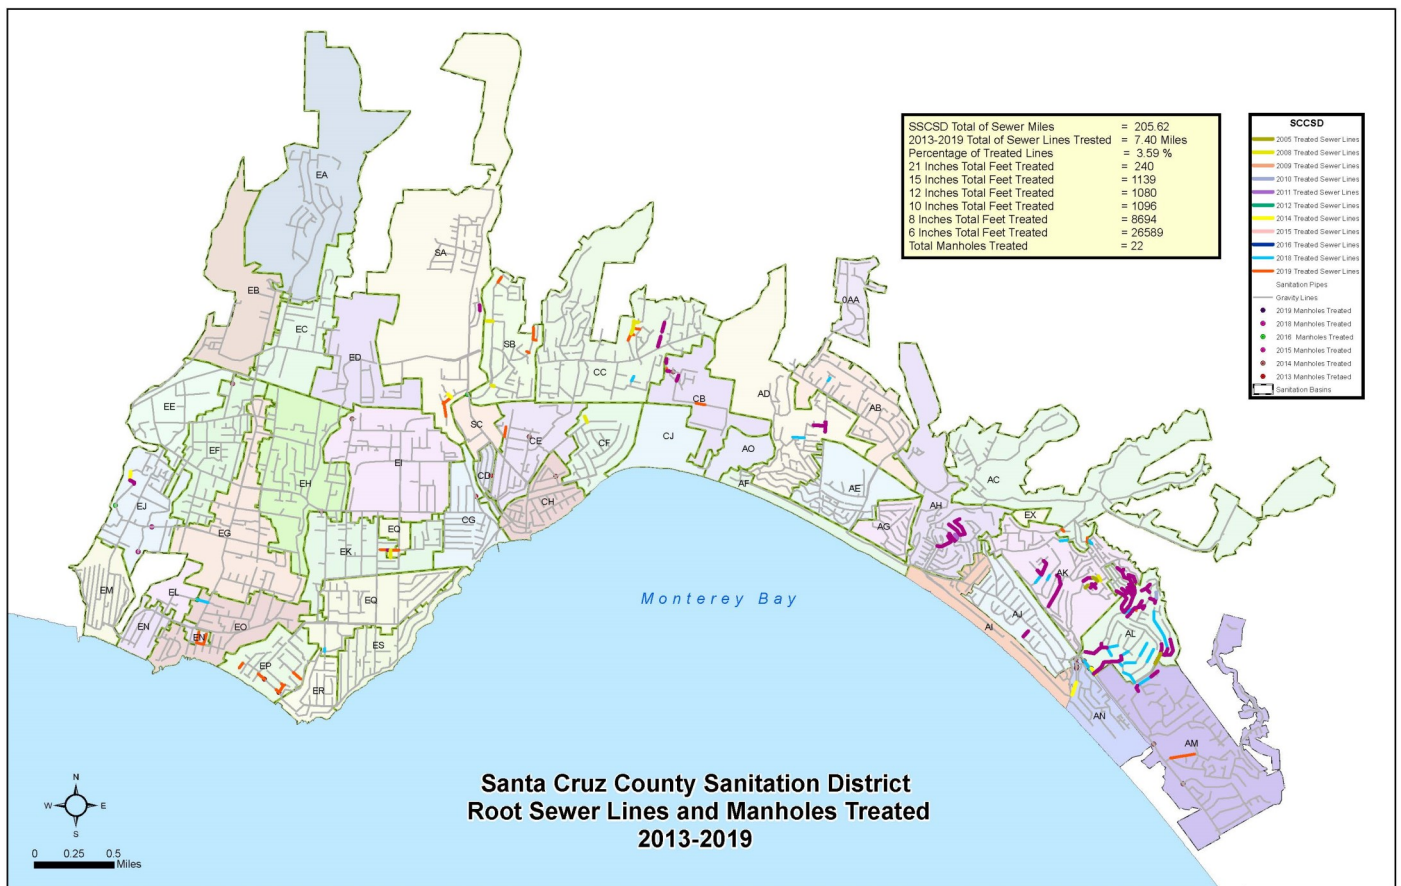 SSCSD Total of Sewer Miles = 205.62
2013-2019 Total of Sewer Lines Treated = 7.40 Miles
Percentage of Treated Lines = 3.59 %
21 Inches Total Feet Treated = 240
15 Inches Total Feet Treated = 1139
12 Inches Total Feet Treated = 1080
10 Inches Total Feet Treated = 1096
8 Inches Total Feet Treated = 8694
6 Inches Total Feet Treated = 26589
Total Manholes Treated = 22
SCCSD
2005 Treated Sewer Lines
2008 Treated Sewer Lines
2009 Treated Sewer Lines
2010 Treated Sewer Lines
2011 Treated Sewer Lines
2012 Treated Sewer Lines
2014 Treated Sewer Lines
2015 Treated Sewer Lines
2016 Treated Sewer Lines
2018 Treated Sewer Lines
2019 Treated Sewer Lines
Sanitation Pipes
Gravity Lines
2019 Manholes Treated
2018 Manholes Treated
2016 Manholes Treated
2015 Manholes Treated
2014 Manholes Treated
2013 Manholes Tretaed
Sanitation Basins
EA
SA
EB
0AA
EC
ED
SB
CC
AD
CB
EE
AB
SC
CE
CF
CJ
EF
AO
EI
CD
AF
AE
AC
EH
EJ
CH
AH
CG
EX
AG
EG
EK
EQ
AK
EM
EL
EQ
AJ
EN
EO
AI
EN
AL
ES
EP
ER
AN
AM
Monterey Bay
Santa Cruz County Sanitation District
Root Sewer Lines and Manholes Treated
2013-2019
N
W E
S
0 0.25 0.5
Miles